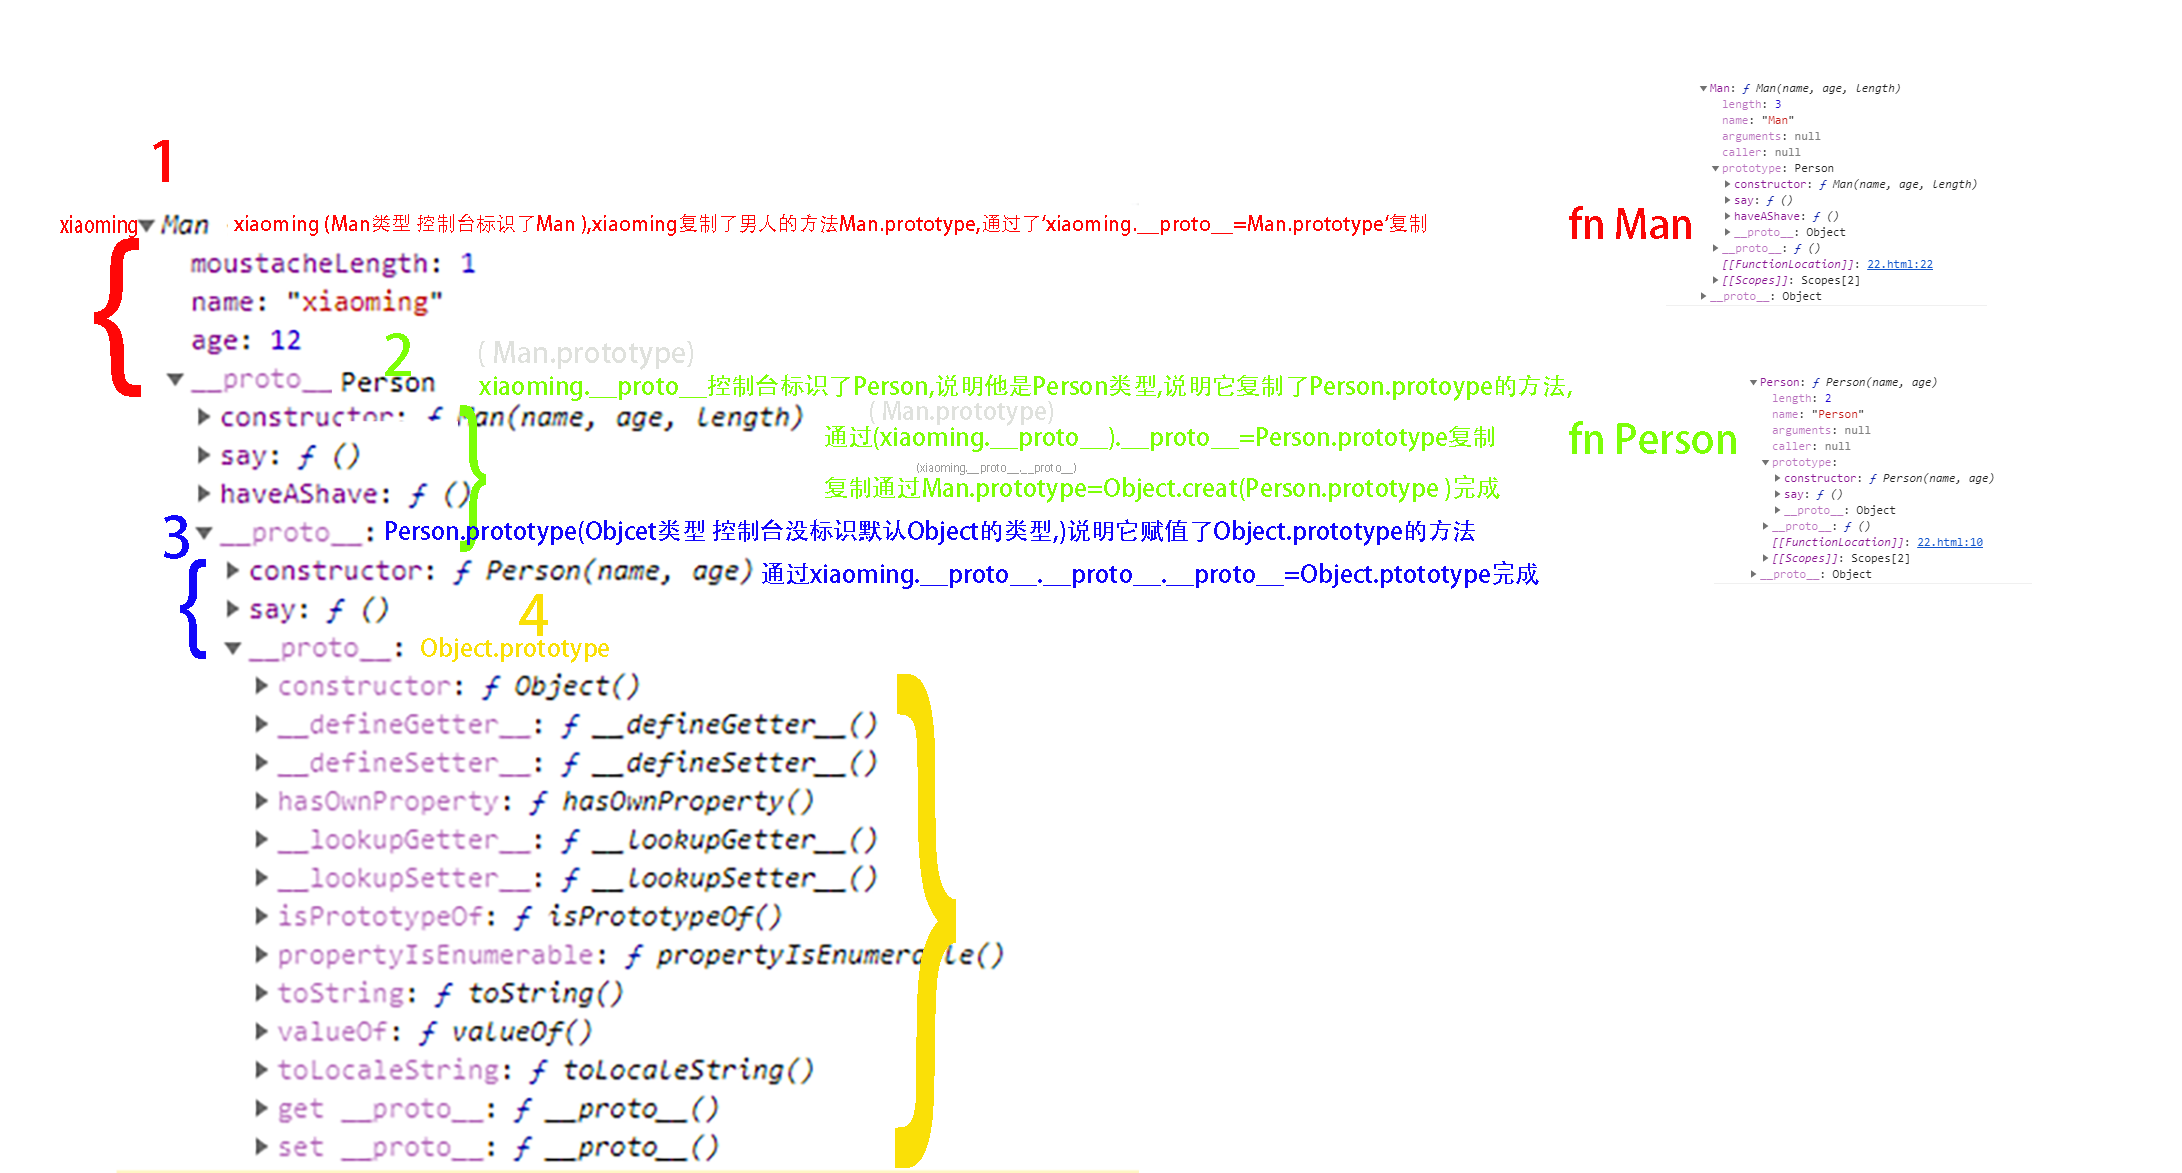 1
xiaoming ▼Man xiaoming (Man类型 控制台标识了Man ),xiaoming复制了男人的方法Man.prototype,通过了‘xiaoming.__proto__=Man.prototype‘复制
moustacheLength: 1
name: "xiaoming"
age: 12
2
( Man.prototype)
▼__proto__ Person
xiaoming.__proto__控制台标识了Person,说明他是Person类型,说明它复制了Person.protoype的方法,
▶constructor: ƒ Man(name, age, length)
( Man.prototype)
通过(xiaoming.__proto__).__proto__=Person.prototype复制
▶say: ƒ ()
(xiaoming.__proto__.__proto__)
复制通过Man.prototype=Object.creat(Person.prototype )完成
▶haveAShave: ƒ ()
3
▼__proto__: Person.prototype(Objcet类型 控制台没标识默认Object的类型,)说明它赋值了Object.prototype的方法
▶constructor: ƒ Person(name, age) 通过xiaoming.__proto__.__proto__.__proto__=Object.ptototype完成
▶say: ƒ ()
4
▼__proto__: Object.prototype
▶constructor: ƒ Object()
▶__defineGetter__: ƒ __defineGetter__()
▶__defineSetter__: ƒ __defineSetter__()
▶hasOwnProperty: ƒ hasOwnProperty()
▶__lookupGetter__: ƒ __lookupGetter__()
▶__lookupSetter__: ƒ __lookupSetter__()
▶isPrototypeOf: ƒ isPrototypeOf()
▶propertyIsEnumerable: ƒ propertyIsEnumerable()
▶toString: ƒ toString()
▶valueOf: ƒ valueOf()
▶toLocaleString: ƒ toLocaleString()
▶get __proto__: ƒ __proto__()
▶set __proto__: ƒ __proto__()
fn Man
▼Man: ƒ Man(name, age, length)
length: 3
name: "Man"
arguments: null
caller: null
▼prototype: Person
▶constructor: ƒ Man(name, age, length)
▶say: ƒ ()
▶haveAShave: ƒ ()
▶__proto__: Object
▶__proto__: ƒ ()
[[FunctionLocation]]: 22.html:22
▶[[Scopes]]: Scopes[2]
▶__proto__: Object
fn Person
▼Person: ƒ Person(name, age)
length: 2
name: "Person"
arguments: null
caller: null
▼prototype:
▶constructor: ƒ Person(name, age)
▶say: ƒ ()
▶__proto__: Object
▶__proto__: ƒ ()
[[FunctionLocation]]: 22.html:10
▶[[Scopes]]: Scopes[2]
▶__proto__: Object